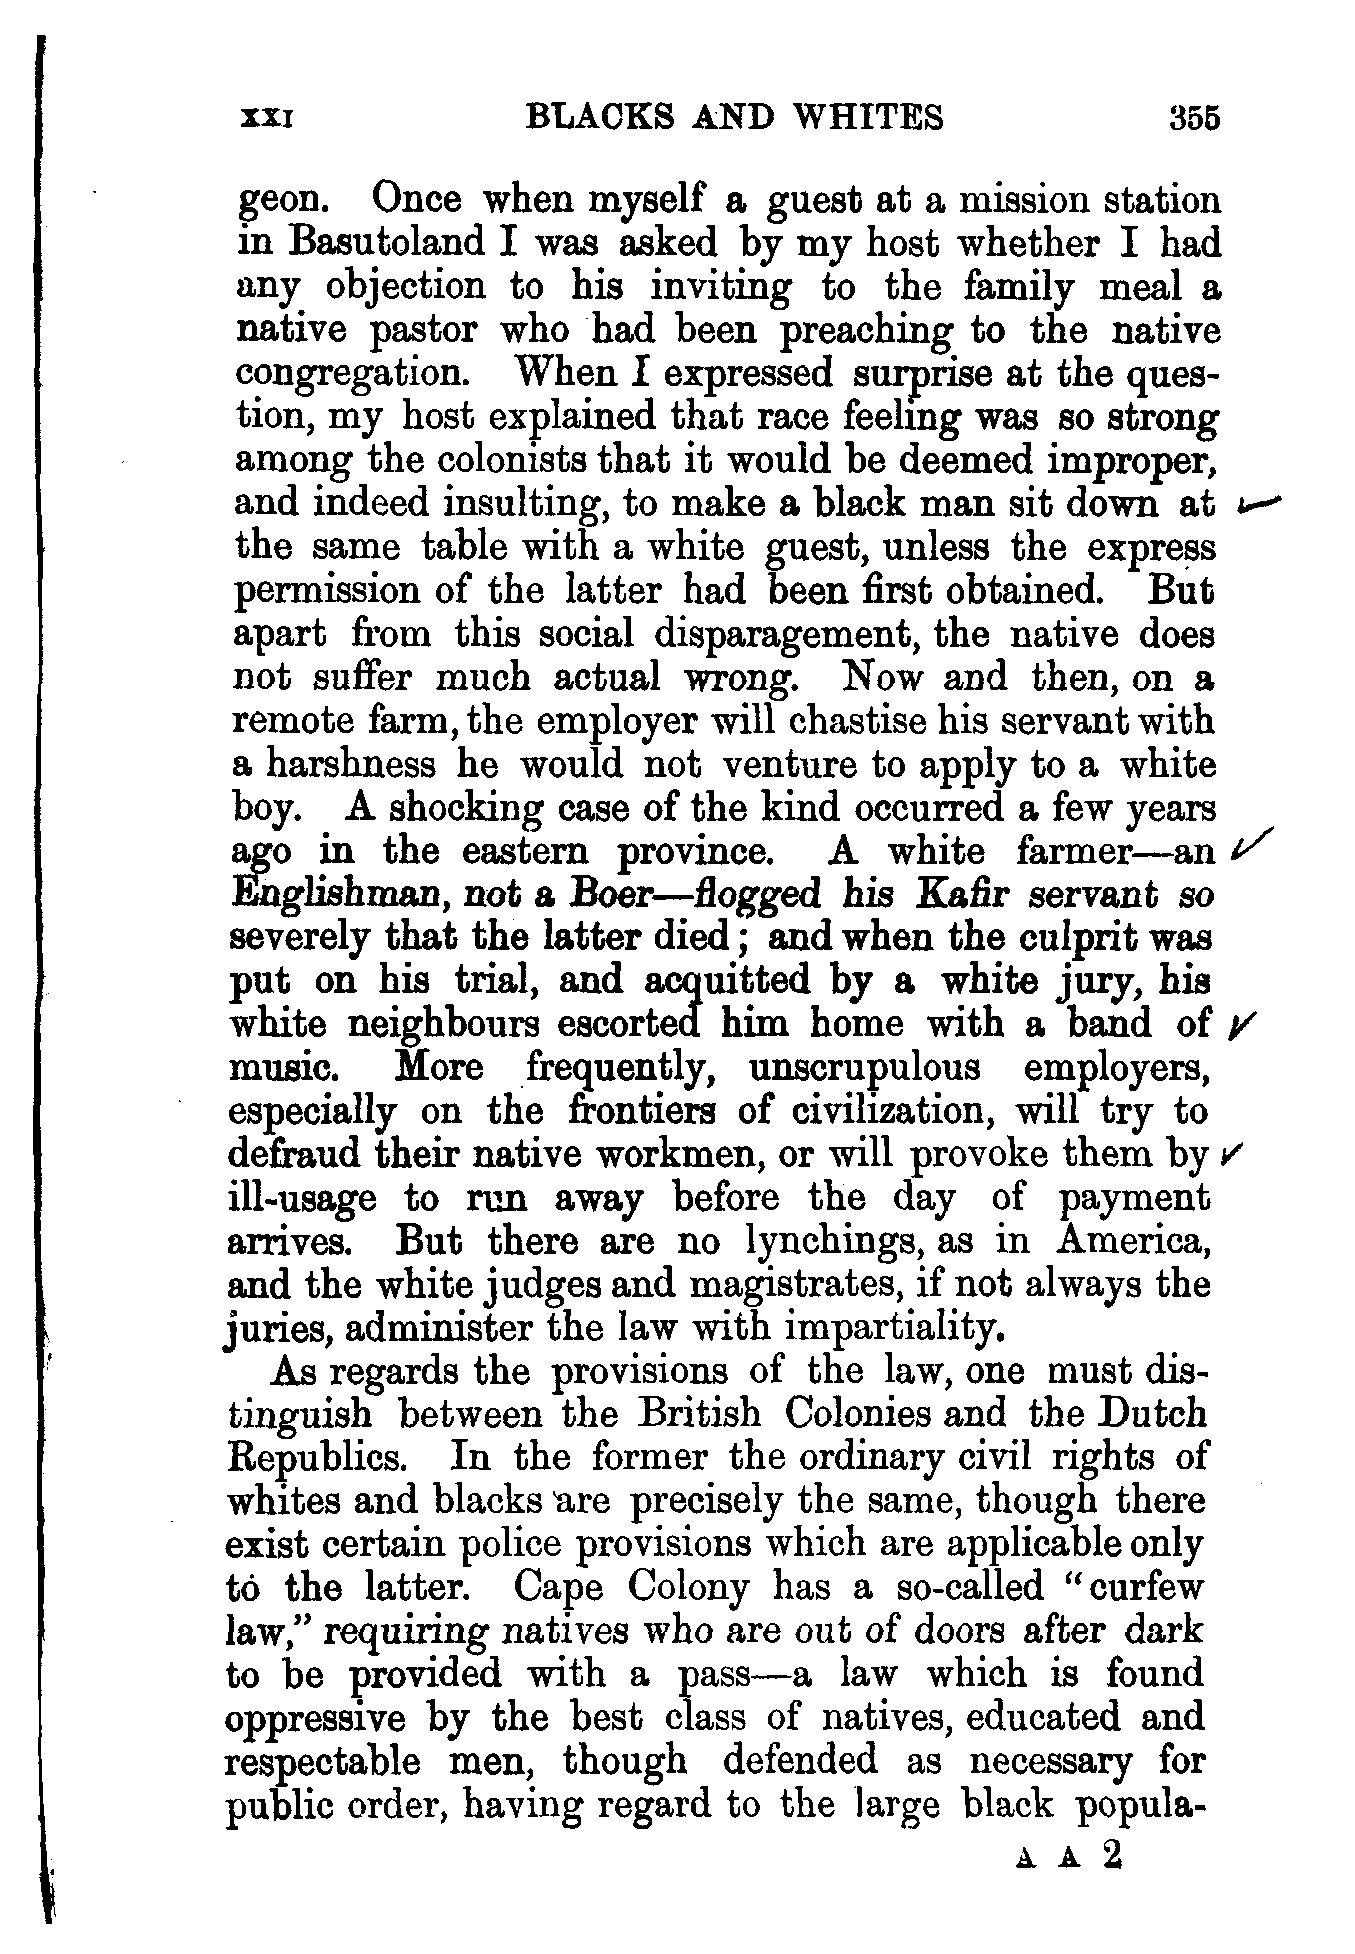 XXI BLACKS AND WHITES 355
geon. Once when myself a guest at a mission station
in Basutoland I was asked by my host whether I had
any objection to his inviting to the family meal a
native pastor who had been preaching to the native
congregation. When I expressed surprise at the ques-
tion, my host explained that race feeling was so strong
among the colonists that it would be deemed improper,
and indeed insulting, to make a black man sit down at
the same table with a white guest, unless the express
permission of the latter had been first obtained. But
apart from this social disparagement, the native does
not suffer much actual wrong. Now and then, on a
remote farm, the employer will chastise his servant with
a harshness he would not venture to apply to a white
boy. A shocking case of the kind occurred a few years
ago in the eastern province. A white farmer—an
Englishman, not a Boer—flogged his Kafir servant so
severely that the latter died; and when the culprit was
put on his trial, and acquitted by a white jury, his
white neighbours escorted him home with a band of
music. More frequently, unscrupulous employers,
especially on the frontiers of civilization, will try to
defraud their native workmen, or will provoke them by
ill-usage to run away before the day of payment
arrives. But there are no lynchings, as in America,
and the white judges and magistrates, if not always the
juries, administer the law with impartiality.
As regards the provisions of the law, one must dis-
tinguish between the British Colonies and the Dutch
Republics. In the former the ordinary civil rights of
whites and blacks are precisely the same, though there
exist certain police provisions which are applicable only
to the latter. Cape Colony has a so-called "curfew
law," requiring natives who are out of doors after dark
to be provided with a pass—a law which is found
oppressive by the best class of natives, educated and
respectable men, though defended as necessary for
public order, having regard to the large black popula-
A A 2